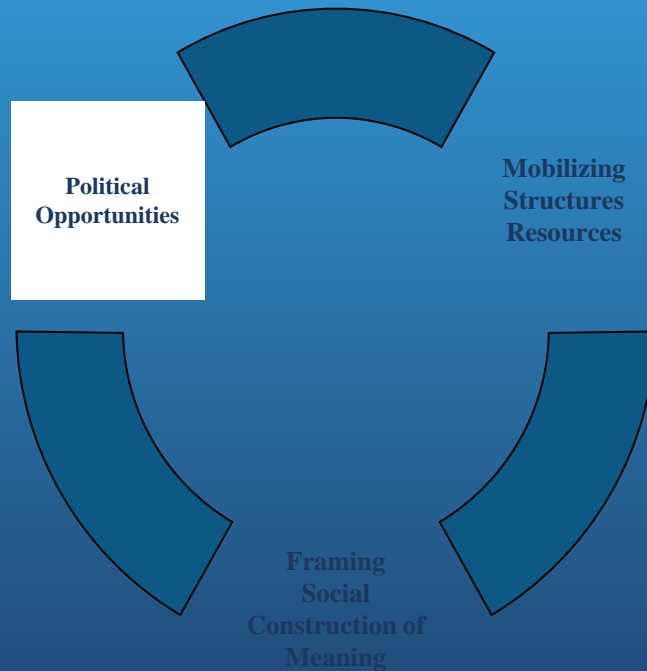 Political
Opportunities
Mobilizing
Structures
Resources
Framing
Social
Construction of
Meaning